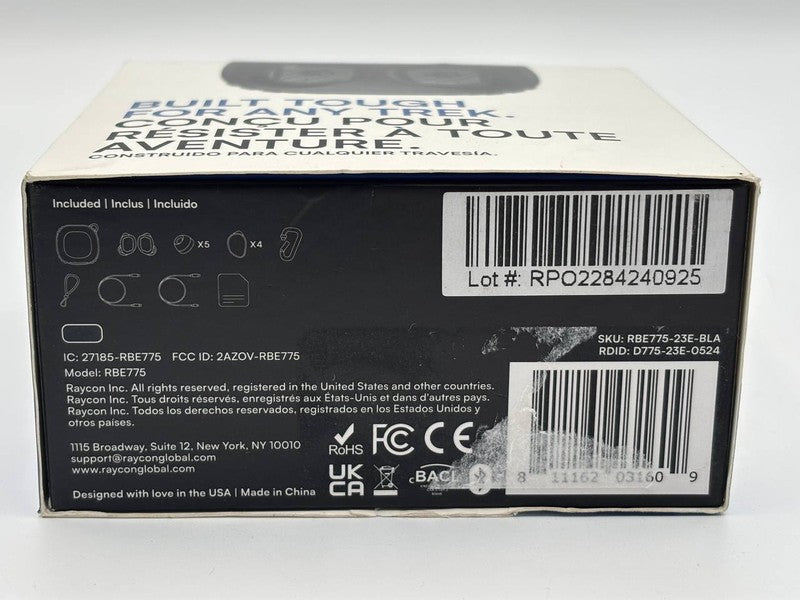 BUILT TOUGH
FOR ANY TREK.
CONÇU POUR
RÉSISTER À TOUTE
AVENTURE.
CONSTRUIDO PARA CUALQUIER TRAVESÍA.
Included | Inclus | Incluido
X5
X4
Lot #: RPO2284240925
SKU: RBE775-23E-BLA
RDID: D775-23E-0524
IC: 27185-RBE775 FCC ID: 2AZOV-RBE775
Model: RBE775
Raycon Inc. All rights reserved, registered in the United States and other countries.
Raycon Inc. Tous droits réservés, enregistrés aux États-Unis et dans d'autres pays.
Raycon Inc. Todos los derechos reservados, registrados en los Estados Unidos y
otros países.
1115 Broadway, Suite 12, New York, NY 10010
support@rayconglobal.com
www.rayconglobal.com
Designed with love in the USA | Made in China
RoHS
FC CE
UK
CA
BACL
8 11162 03160 9